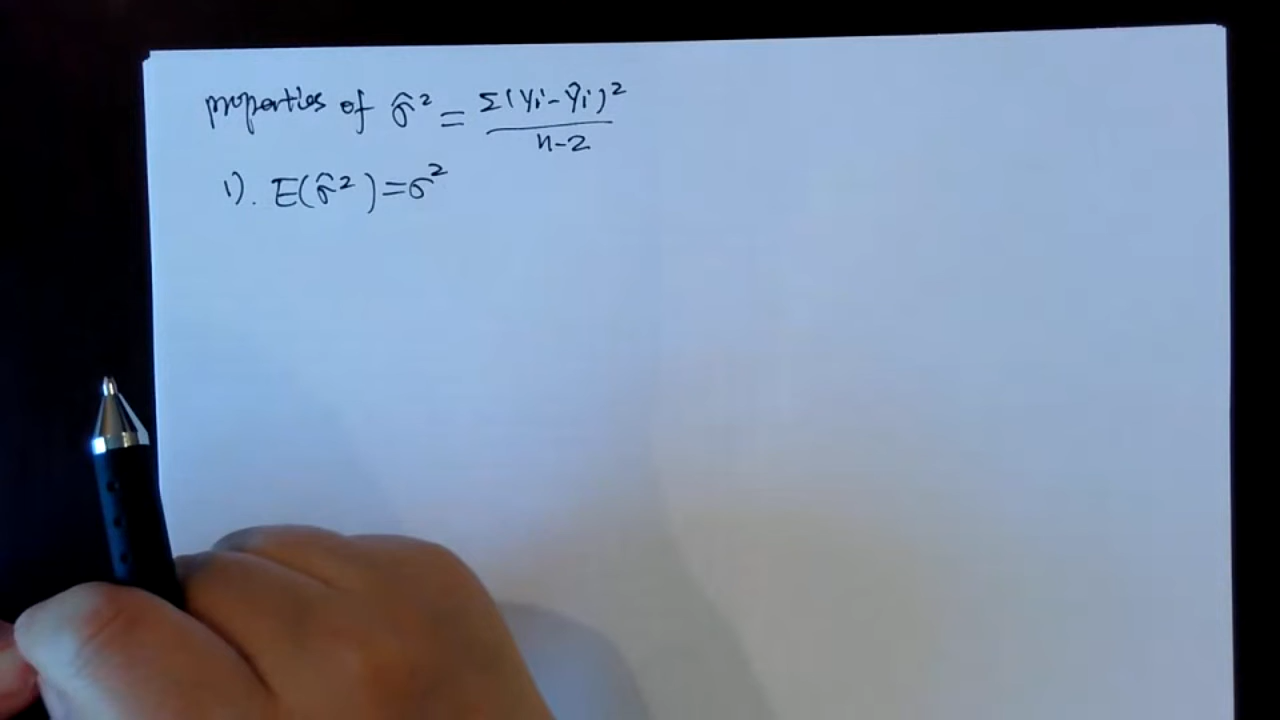 properties of σ̂² = Σ(yi - ŷi)² / n-2
1). E(σ̂²) = σ²